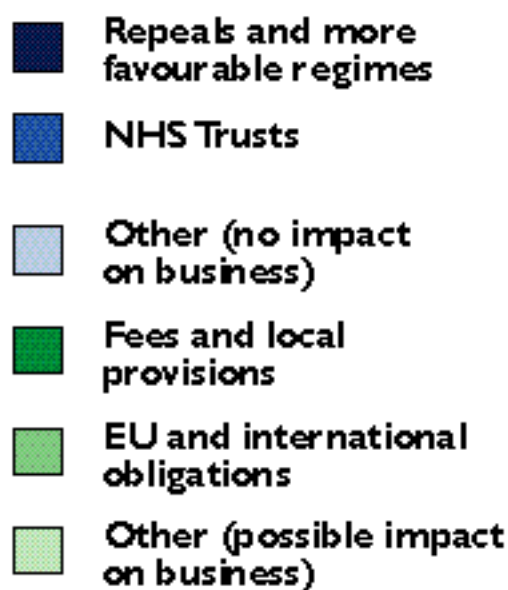 Repeals and more
favourable regimes
NHS Trusts
Other (no impact
on business)
Fees and local
provisions
EU and international
obligations
Other (possible impact
on business)